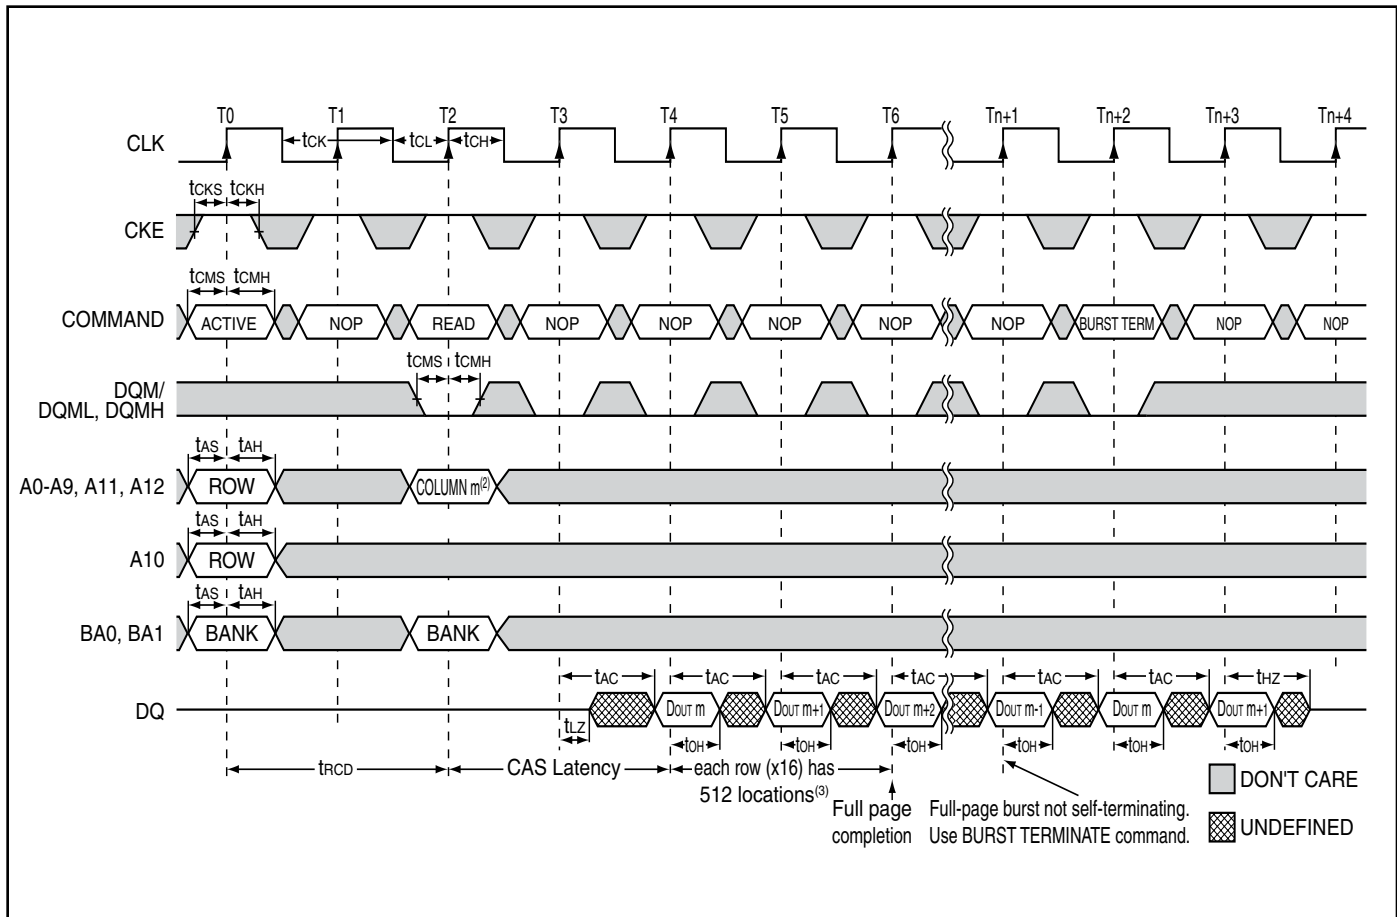 T0 T1 T2 T3 T4 T5 T6 Tn+1 Tn+2 Tn+3 Tn+4
CLK tCK tCL tCH
tCKS tCKH
CKE
tCMS tCMH
COMMAND ACTIVE NOP READ NOP NOP NOP NOP NOP BURST TERM NOP NOP
tCMS tCMH
DQM/
DQML, DQMH
tAS tAH
A0-A9, A11, A12 ROW COLUMN m(2)
tAS tAH
A10 ROW
tAS tAH
BA0, BA1 BANK BANK
tAC tAC tAC tAC tAC tAC tHZ
DQ DOUT m DOUT m+1 DOUT m+2 DOUT m-1 DOUT m DOUT m+1
tLZ tOH tOH tOH tOH tOH tOH
tRCD CAS Latency each row (x16) has
512 locations(3)
Full page
completion
Full-page burst not self-terminating.
Use BURST TERMINATE command.
DON'T CARE
UNDEFINED